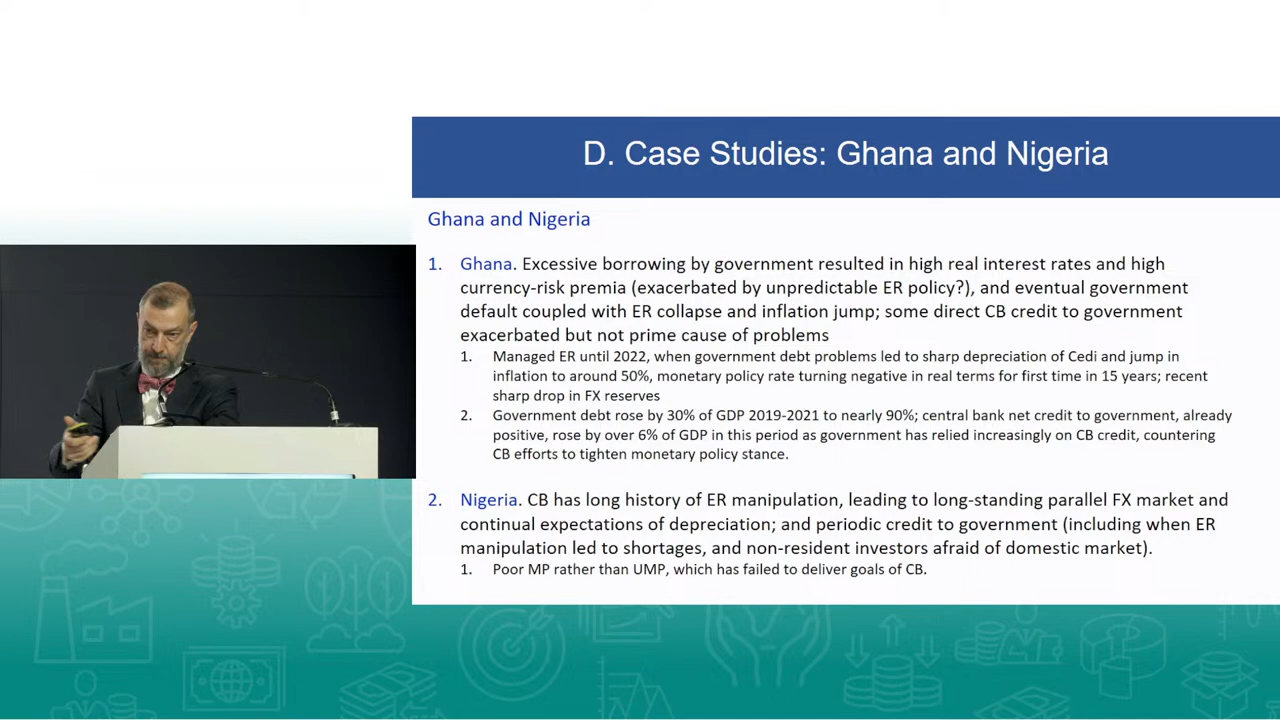 D. Case Studies: Ghana and Nigeria
Ghana and Nigeria
1. Ghana. Excessive borrowing by government resulted in high real interest rates and high
currency-risk premia (exacerbated by unpredictable ER policy?), and eventual government
default coupled with ER collapse and inflation jump; some direct CB credit to government
exacerbated but not prime cause of problems
1. Managed ER until 2022, when government debt problems led to sharp depreciation of Cedi and jump in
inflation to around 50%, monetary policy rate turning negative in real terms for first time in 15 years; recent
sharp drop in FX reserves
2. Government debt rose by 30% of GDP 2019-2021 to nearly 90%; central bank net credit to government, already
positive, rose by over 6% of GDP in this period as government has relied increasingly on CB credit, countering
CB efforts to tighten monetary policy stance.
2. Nigeria. CB has long history of ER manipulation, leading to long-standing parallel FX market and
continual expectations of depreciation; and periodic credit to government (including when ER
manipulation led to shortages, and non-resident investors afraid of domestic market).
1. Poor MP rather than UMP, which has failed to deliver goals of CB.